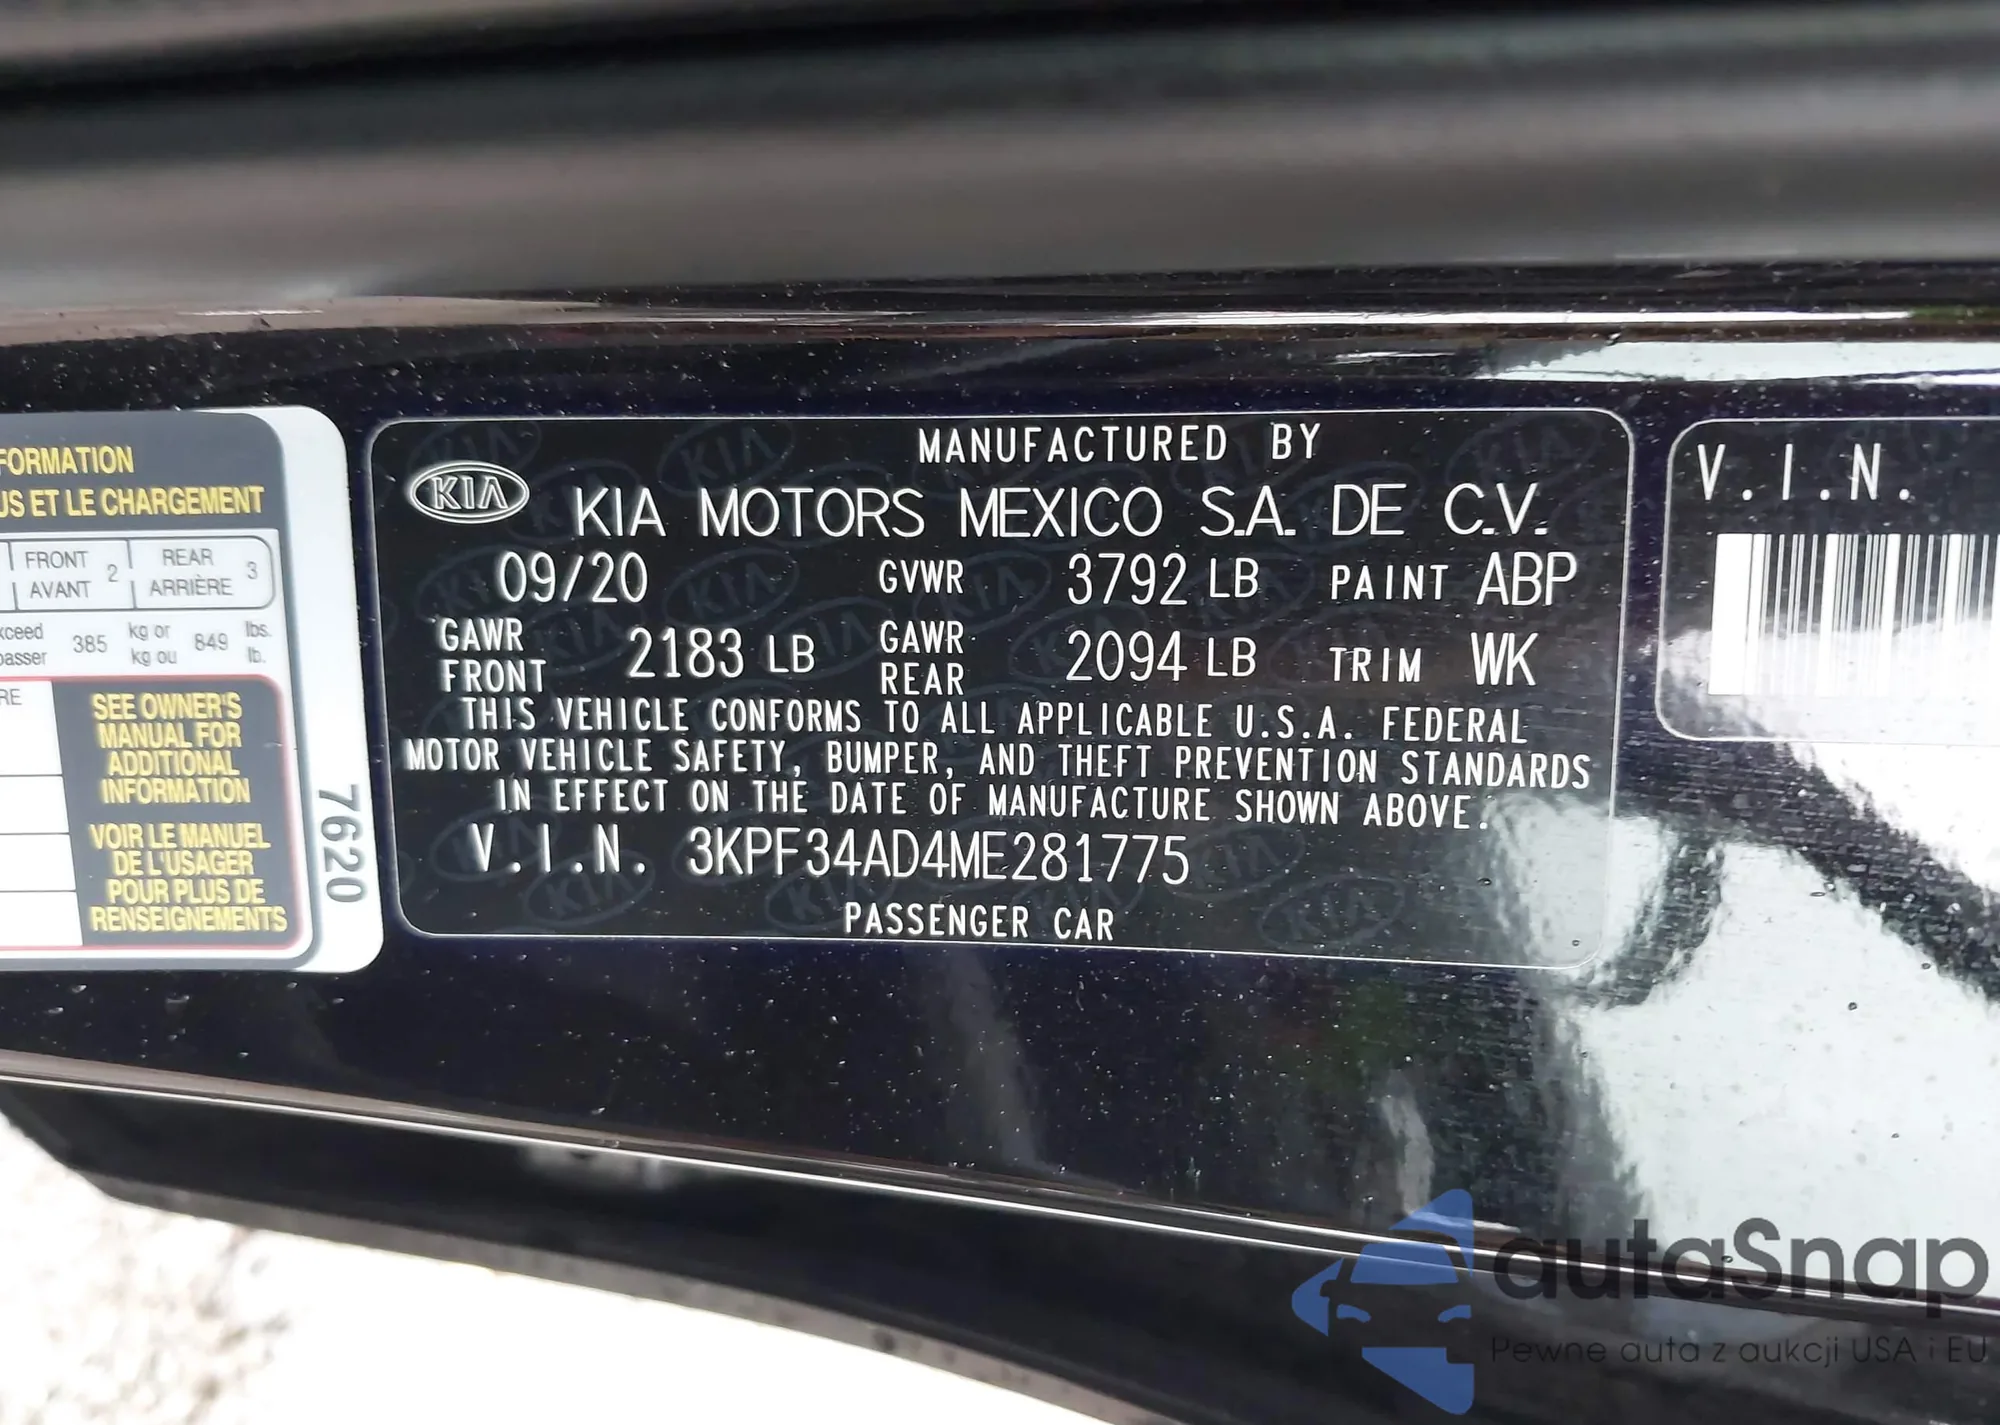 FORMATION
US ET LE CHARGEMENT
FRONT
AVANT
2
REAR
ARRIÈRE
3
385
kg or
kg ou
849
lbs.
lb.
SEE OWNER'S
MANUAL FOR
ADDITIONAL
INFORMATION
VOIR LE MANUEL
DE L'USAGER
POUR PLUS DE
RENSEIGNEMENTS
7620
KIA
MANUFACTURED BY
KIA MOTORS MEXICO S.A. DE C.V.
09/20 GVWR 3792 LB PAINT ABP
GAWR FRONT 2183 LB GAWR REAR 2094 LB TRIM WK
THIS VEHICLE CONFORMS TO ALL APPLICABLE U.S.A. FEDERAL
MOTOR VEHICLE SAFETY, BUMPER, AND THEFT PREVENTION STANDARDS
IN EFFECT ON THE DATE OF MANUFACTURE SHOWN ABOVE.
V.I.N. 3KPF34AD4ME281775
PASSENGER CAR
V.I.N.
autaSnap
Pewne auta z aukcji USA i EU